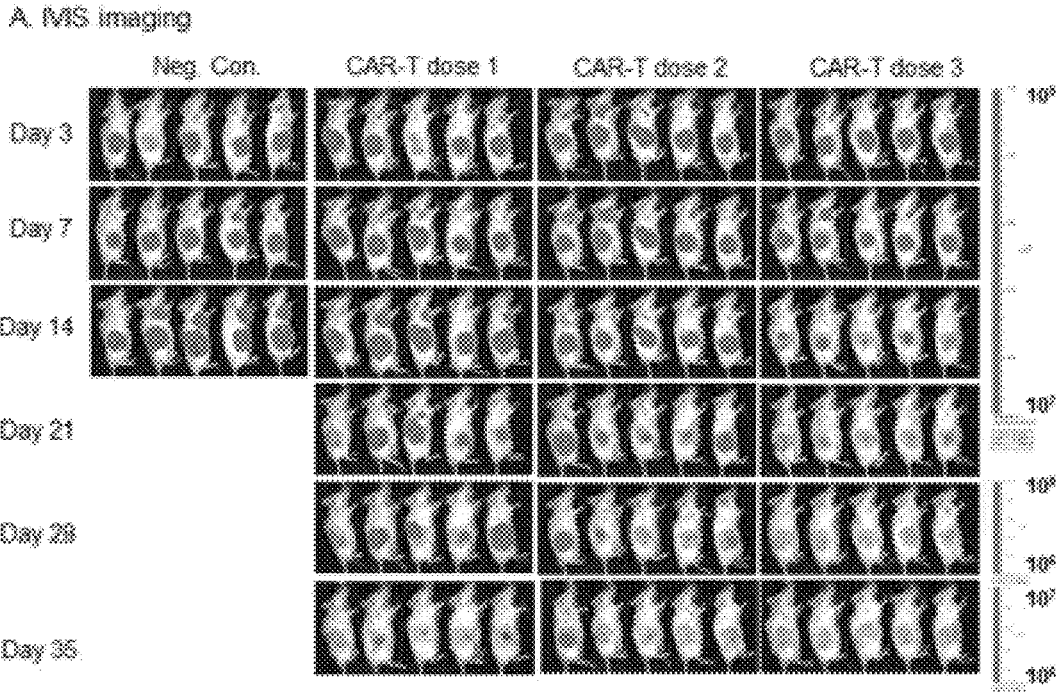 A. IVIS imaging
Neg. Con. CAR-T dose 1 CAR-T dose 2 CAR-T dose 3
Day 3
Day 7
Day 14
Day 21
Day 28
Day 35